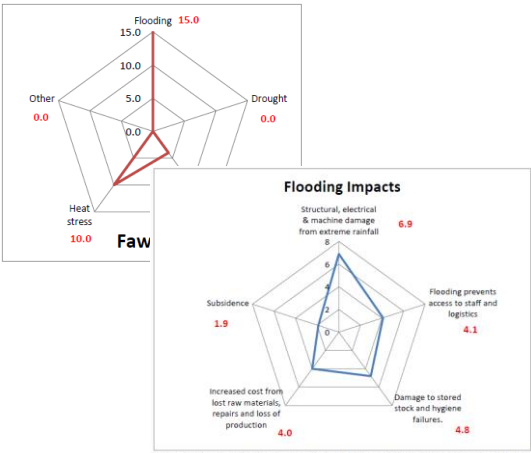 Flooding 15.0
15.0
10.0
5.0
0.0
Drought
0.0
Other
0.0
Heat
stress
10.0
Faw
Flooding Impacts
Structural, electrical
& machine damage
from extreme rainfall
6.9
8
6
4
2
0
Flooding prevents
access to staff and
logistics
4.1
Damage to stored
stock and hygiene
failures.
4.8
Increased cost from
lost raw materials,
repairs and loss of
production
4.0
Subsidence
1.9